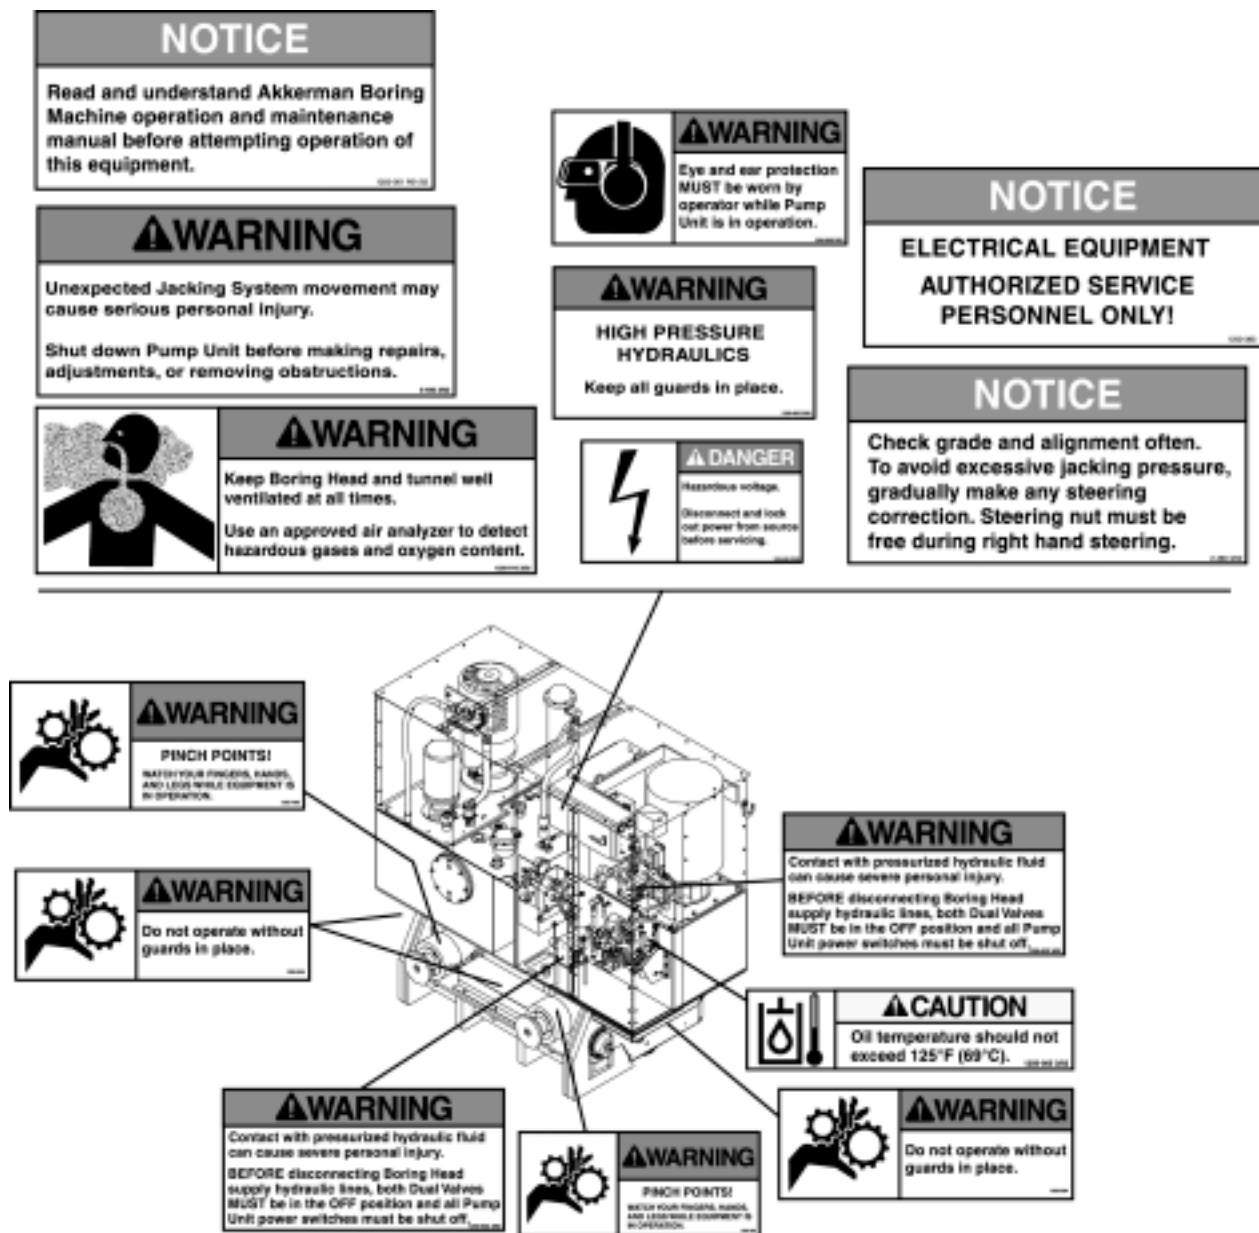 NOTICE
Read and understand Akkerman Boring
Machine operation and maintenance
manual before attempting operation of
this equipment.
WARNING
Unexpected Jacking System movement may
cause serious personal injury.
Shut down Pump Unit before making repairs,
adjustments, or removing obstructions.
WARNING
Keep Boring Head and tunnel well
ventilated at all times.
Use an approved air analyzer to detect
hazardous gases and oxygen content.
WARNING
Eye and ear protection
MUST be worn by
operator while Pump
Unit is in operation.
WARNING
HIGH PRESSURE
HYDRAULICS
Keep all guards in place.
DANGER
Hazardous voltage.
Disconnect and lock
out power from source
before servicing.
NOTICE
ELECTRICAL EQUIPMENT
AUTHORIZED SERVICE
PERSONNEL ONLY!
NOTICE
Check grade and alignment often.
To avoid excessive jacking pressure,
gradually make any steering
correction. Steering nut must be
free during right hand steering.
WARNING
PINCH POINTS!
WATCH YOUR FINGERS, HANDS,
AND LEGS WHILE EQUIPMENT IS
IN OPERATION.
WARNING
Do not operate without
guards in place.
WARNING
Contact with pressurized hydraulic fluid
can cause severe personal injury.
BEFORE disconnecting Boring Head
supply hydraulic lines, both Dual Valves
MUST be in the OFF position and all Pump
Unit power switches must be shut off.
CAUTION
Oil temperature should not
exceed 125°F (69°C).
WARNING
Contact with pressurized hydraulic fluid
can cause severe personal injury.
BEFORE disconnecting Boring Head
supply hydraulic lines, both Dual Valves
MUST be in the OFF position and all Pump
Unit power switches must be shut off.
WARNING
PINCH POINTS!
WATCH YOUR FINGERS, HANDS,
AND LEGS WHILE EQUIPMENT IS
IN OPERATION.
WARNING
Do not operate without
guards in place.